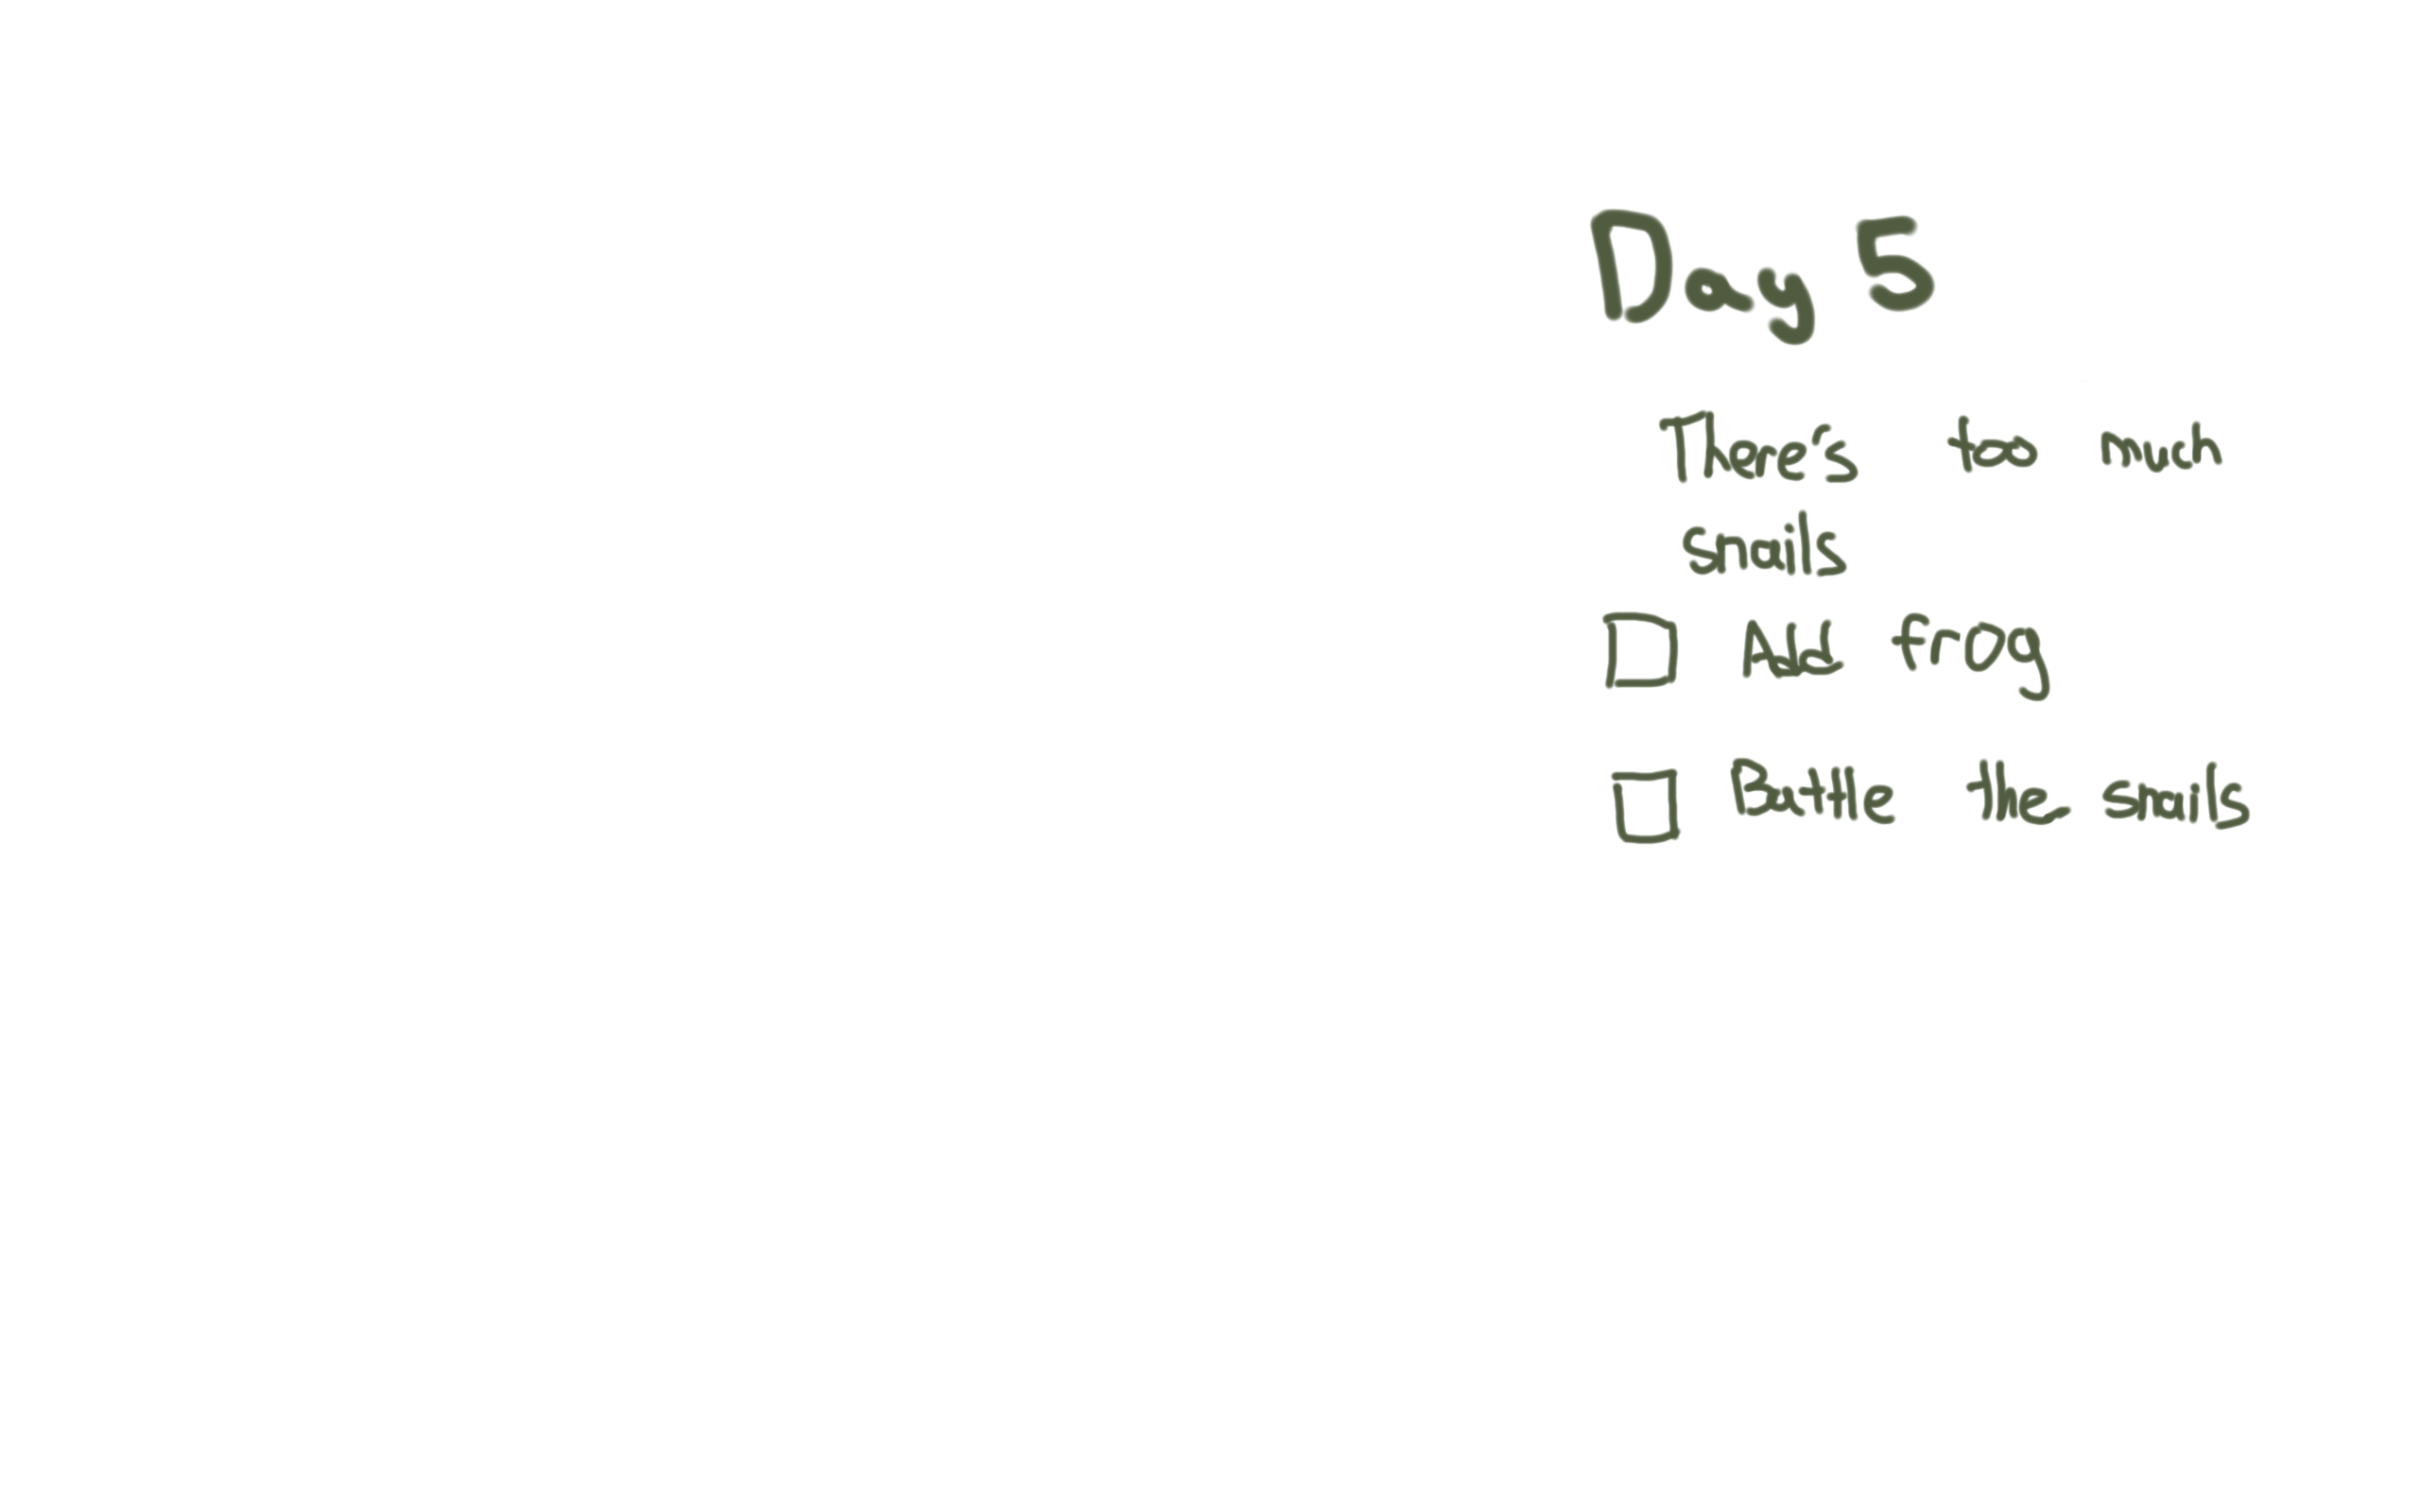 Day 5
There's too much
snails
Add frog
Battle the snails